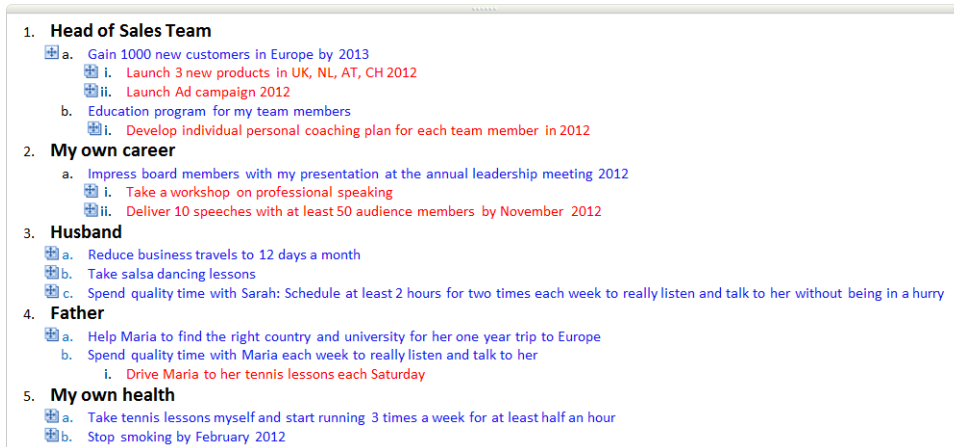 1. Head of Sales Team
a. Gain 1000 new customers in Europe by 2013
i. Launch 3 new products in UK, NL, AT, CH 2012
ii. Launch Ad campaign 2012
b. Education program for my team members
i. Develop individual personal coaching plan for each team member in 2012
2. My own career
a. Impress board members with my presentation at the annual leadership meeting 2012
i. Take a workshop on professional speaking
ii. Deliver 10 speeches with at least 50 audience members by November 2012
3. Husband
a. Reduce business travels to 12 days a month
b. Take salsa dancing lessons
c. Spend quality time with Sarah: Schedule at least 2 hours for two times each week to really listen and talk to her without being in a hurry
4. Father
a. Help Maria to find the right country and university for her one year trip to Europe
b. Spend quality time with Maria each week to really listen and talk to her
i. Drive Maria to her tennis lessons each Saturday
5. My own health
a. Take tennis lessons myself and start running 3 times a week for at least half an hour
b. Stop smoking by February 2012